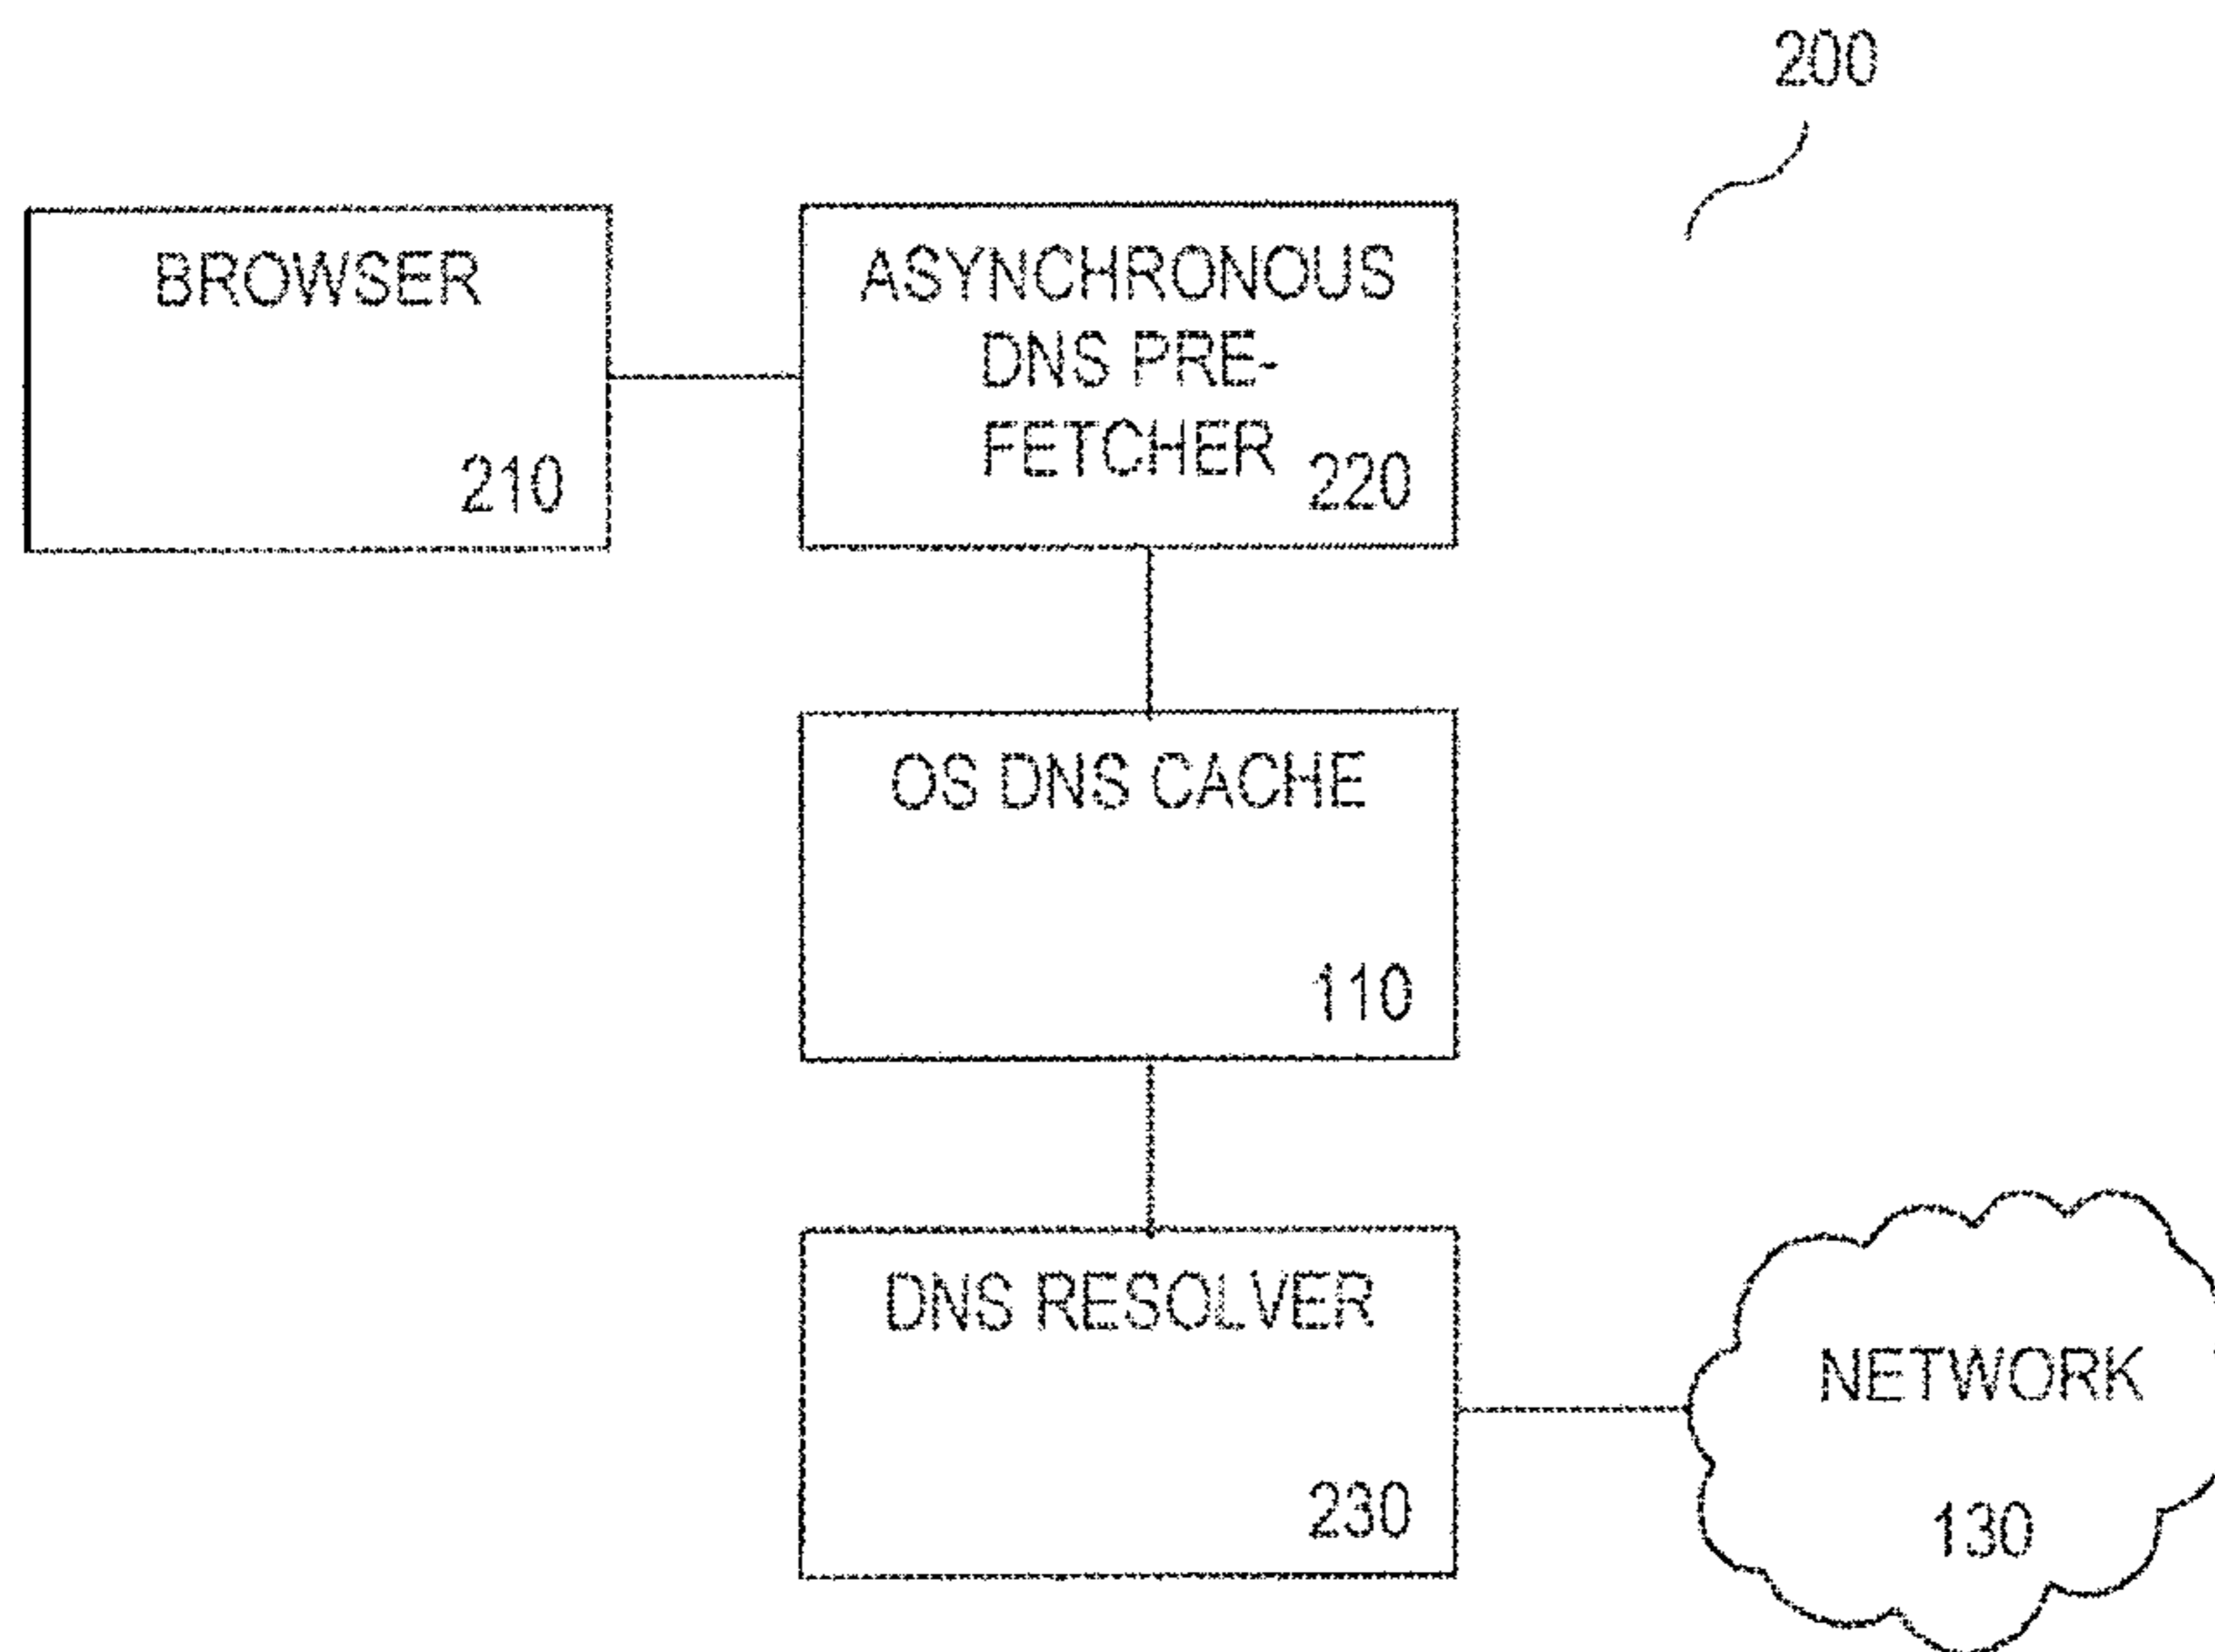 200
BROWSER
210
ASYNCHRONOUS
DNS PRE-
FETCHER 220
OS DNS CACHE
110
DNS RESOLVER
230
NETWORK
130